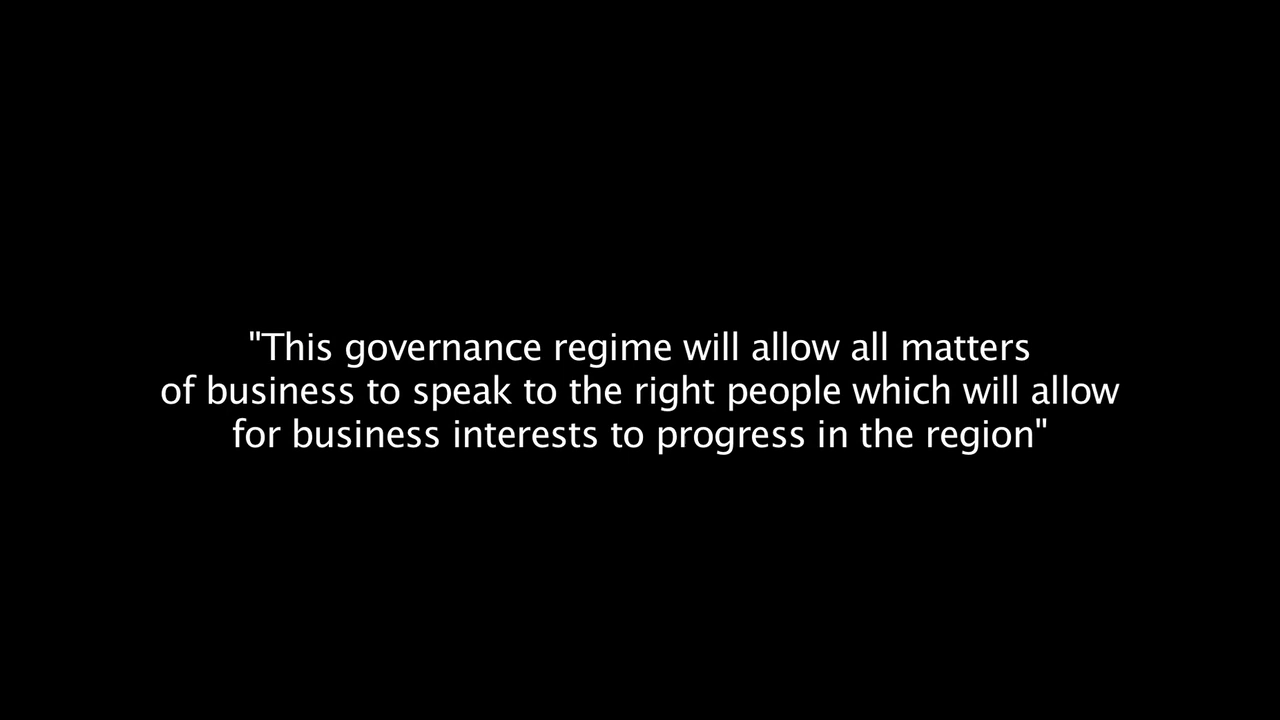 "This governance regime will allow all matters
of business to speak to the right people which will allow
for business interests to progress in the region"